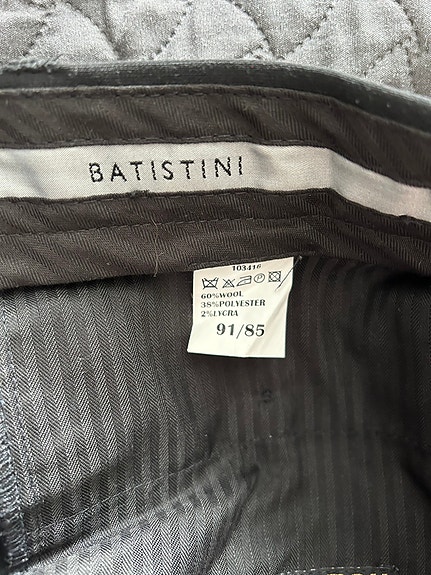 BATISTINI
103416
60%WOOL
38%POLYESTER
2%LYCRA
91/85